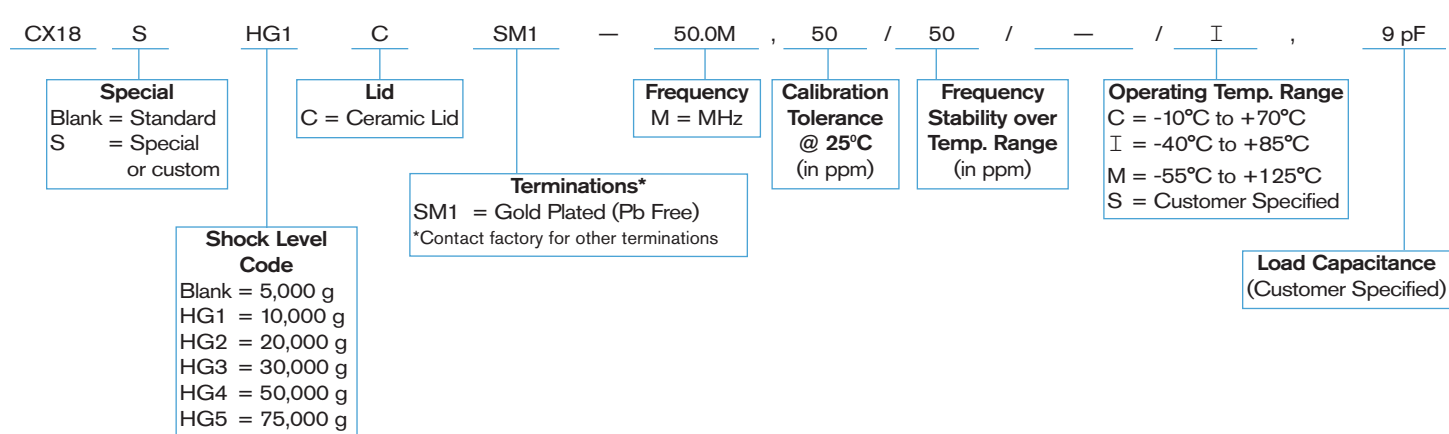 CX18 S HG1 C SM1 — 50.0M , 50 / 50 / — / I , 9 pF
Special
Blank = Standard
S = Special
or custom
Lid
C = Ceramic Lid
Frequency
M = MHz
Calibration
Tolerance
@ 25°C
(in ppm)
Frequency
Stability over
Temp. Range
(in ppm)
Operating Temp. Range
C = -10°C to +70°C
I = -40°C to +85°C
M = -55°C to +125°C
S = Customer Specified
Terminations*
SM1 = Gold Plated (Pb Free)
*Contact factory for other terminations
Shock Level
Code
Blank = 5,000 g
HG1 = 10,000 g
HG2 = 20,000 g
HG3 = 30,000 g
HG4 = 50,000 g
HG5 = 75,000 g
Load Capacitance
(Customer Specified)